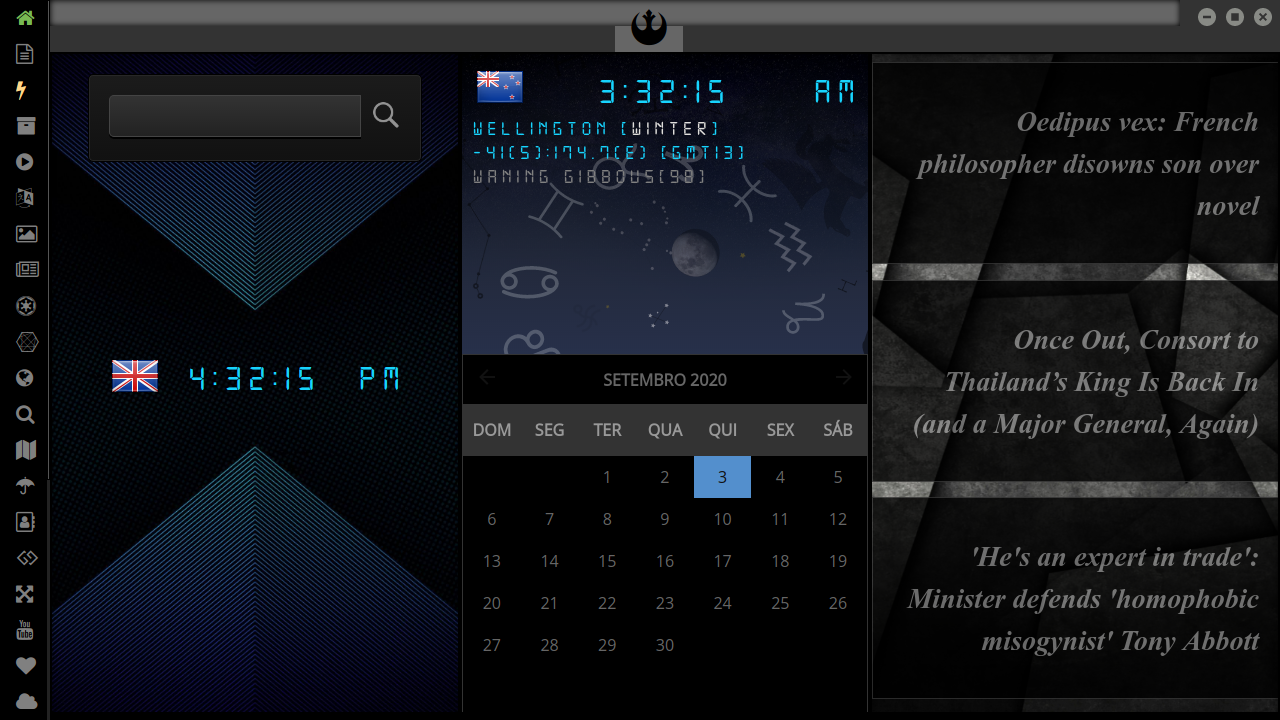 You
Tube
4:32:15 PM
3:32:15 AM
WELLINGTON [WINTER]
-41(S):174.7(E) [GMT13]
WANING GIBBOUS[98]
SETEMBRO 2020
DOM SEG TER QUA QUI SEX SÁB
1 2 3 4 5
6 7 8 9 10 11 12
13 14 15 16 17 18 19
20 21 22 23 24 25 26
27 28 29 30
Oedipus vex: French
philosopher disowns son over
novel
Once Out, Consort to
Thailand’s King Is Back In
(and a Major General, Again)
'He's an expert in trade':
Minister defends 'homophobic
misogynist' Tony Abbott